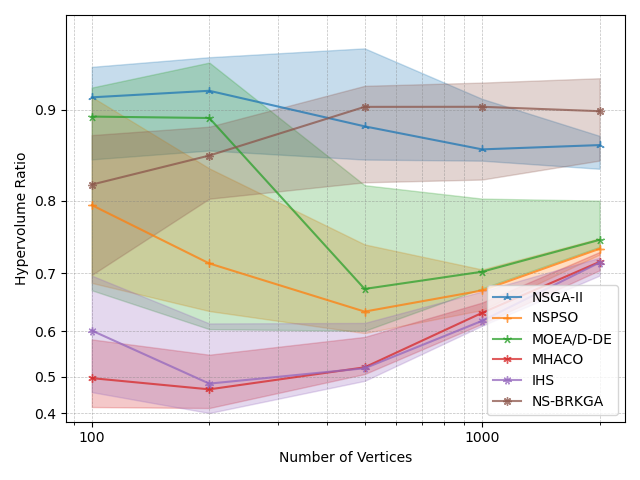 Hypervolume Ratio
0.9
0.8
0.7
0.6
0.5
0.4
100
1000
Number of Vertices
NSGA-II
NSPSO
MOEA/D-DE
MHACO
IHS
NS-BRKGA